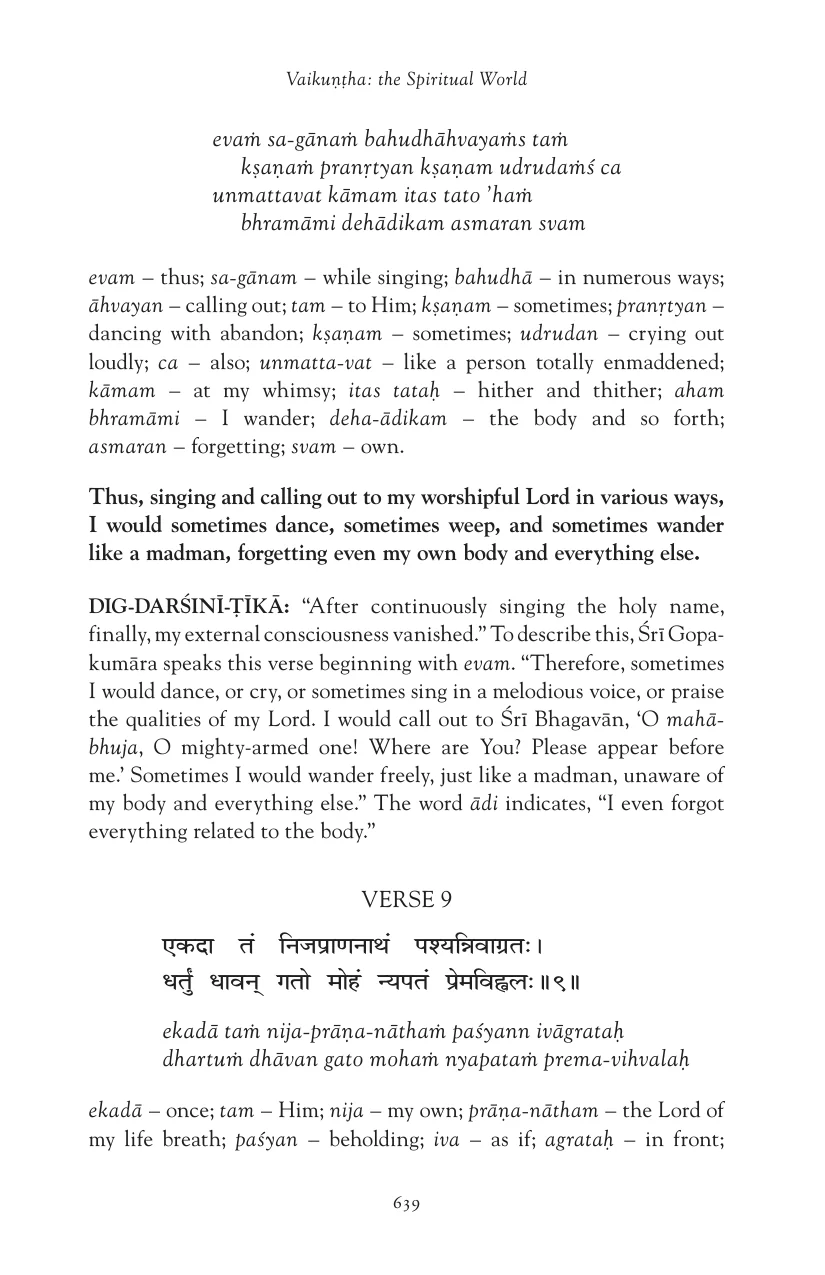 Vaikuṇṭha: the Spiritual World
evaṁ sa-gānaṁ bahudhāhvayaṁs taṁ
kṣaṇaṁ pranṛtyan kṣaṇam udrudaṁś ca
unmattavat kāmam itas tato ’haṁ
bhramāmi dehādikam asmaran svam
evam – thus; sa-gānam – while singing; bahudhā – in numerous ways;
āhvayan – calling out; tam – to Him; kṣaṇam – sometimes; pranṛtyan –
dancing with abandon; kṣaṇam – sometimes; udrudan – crying out
loudly; ca – also; unmatta-vat – like a person totally enmaddened;
kāmam – at my whimsy; itas tataḥ – hither and thither; aham
bhramāmi – I wander; deha-ādikam – the body and so forth;
asmaran – forgetting; svam – own.
Thus, singing and calling out to my worshipful Lord in various ways,
I would sometimes dance, sometimes weep, and sometimes wander
like a madman, forgetting even my own body and everything else.
DIG-DARŚINĪ-ṬĪKĀ: “After continuously singing the holy name,
finally, my external consciousness vanished.” To describe this, Śrī Gopa-
kumāra speaks this verse beginning with evam. “Therefore, sometimes
I would dance, or cry, or sometimes sing in a melodious voice, or praise
the qualities of my Lord. I would call out to Śrī Bhagavān, ‘O mahā-
bhuja, O mighty-armed one! Where are You? Please appear before
me.’ Sometimes I would wander freely, just like a madman, unaware of
my body and everything else.” The word ādi indicates, “I even forgot
everything related to the body.”
VERSE 9
एकदा तं निजप्राणनाथं पश्यन्निवाग्रतः।
धर्तुं धावन् गतो मोहं न्यपतं प्रेमविह्वलः॥९॥
ekadā taṁ nija-prāṇa-nāthaṁ paśyann ivāgrataḥ
dhartuṁ dhāvan gato mohaṁ nyapataṁ prema-vihvalaḥ
ekadā – once; tam – Him; nija – my own; prāṇa-nātham – the Lord of
my life breath; paśyan – beholding; iva – as if; agrataḥ – in front;
639